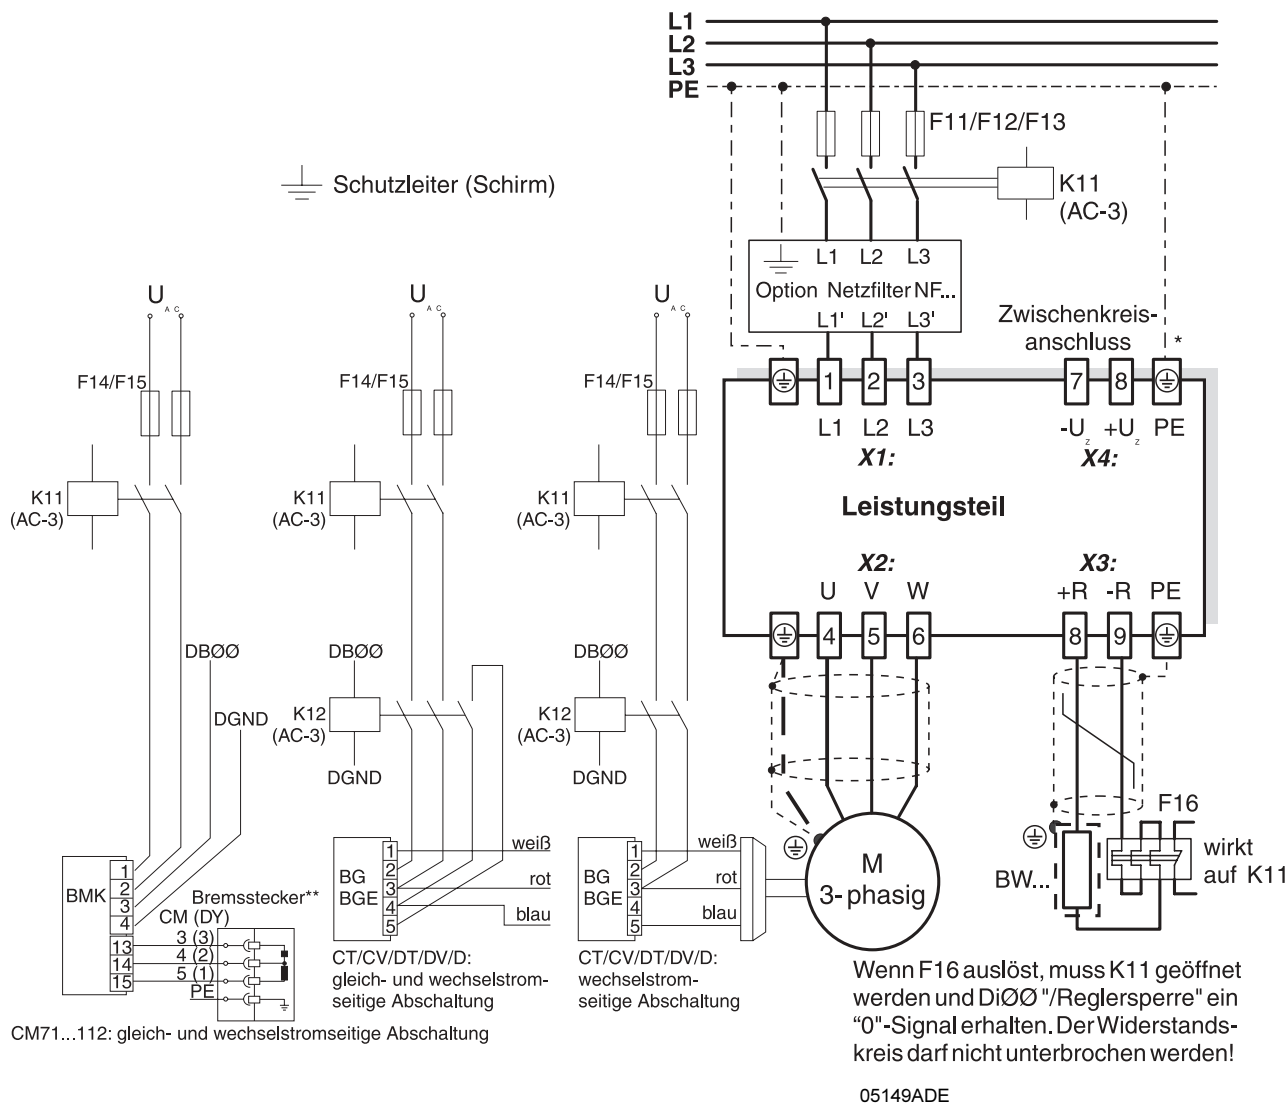 L1
L2
L3
PE
F11/F12/F13
K11
(AC-3)
Schutzleiter (Schirm)
L1 L2 L3
Option Netzfilter NF...
L1' L2' L3'
Zwischenkreis-
anschluss
*
1 2 3 7 8
L1 L2 L3 -Uz +Uz PE
X1: X4:
Leistungsteil
X2: X3:
U V W +R -R PE
4 5 6 8 9
UAC UAC UAC
F14/F15 F14/F15 F14/F15
K11 K11 K11
(AC-3) (AC-3) (AC-3)
DBØØ DBØØ DBØØ
DGND
K12 K12
(AC-3) (AC-3)
DGND DGND
BMK
1
2
3
4
13
14
15
Bremsstecker**
CM (DY)
3 (3)
4 (2)
5 (1)
PE
CM71...112: gleich- und wechselstromseitige Abschaltung
BG
BGE
1
2
3
4
5
weiß
rot
blau
CT/CV/DT/DV/D:
gleich- und wechselstrom-
seitige Abschaltung
BG
BGE
1
2
3
4
5
weiß
rot
blau
CT/CV/DT/DV/D:
wechselstrom-
seitige Abschaltung
M
3-phasig
BW...
F16
wirkt
auf K11
Wenn F16 auslöst, muss K11 geöffnet
werden und DiØØ "/Reglersperre" ein
“0"-Signal erhalten. Der Widerstands-
kreis darf nicht unterbrochen werden!
05149ADE